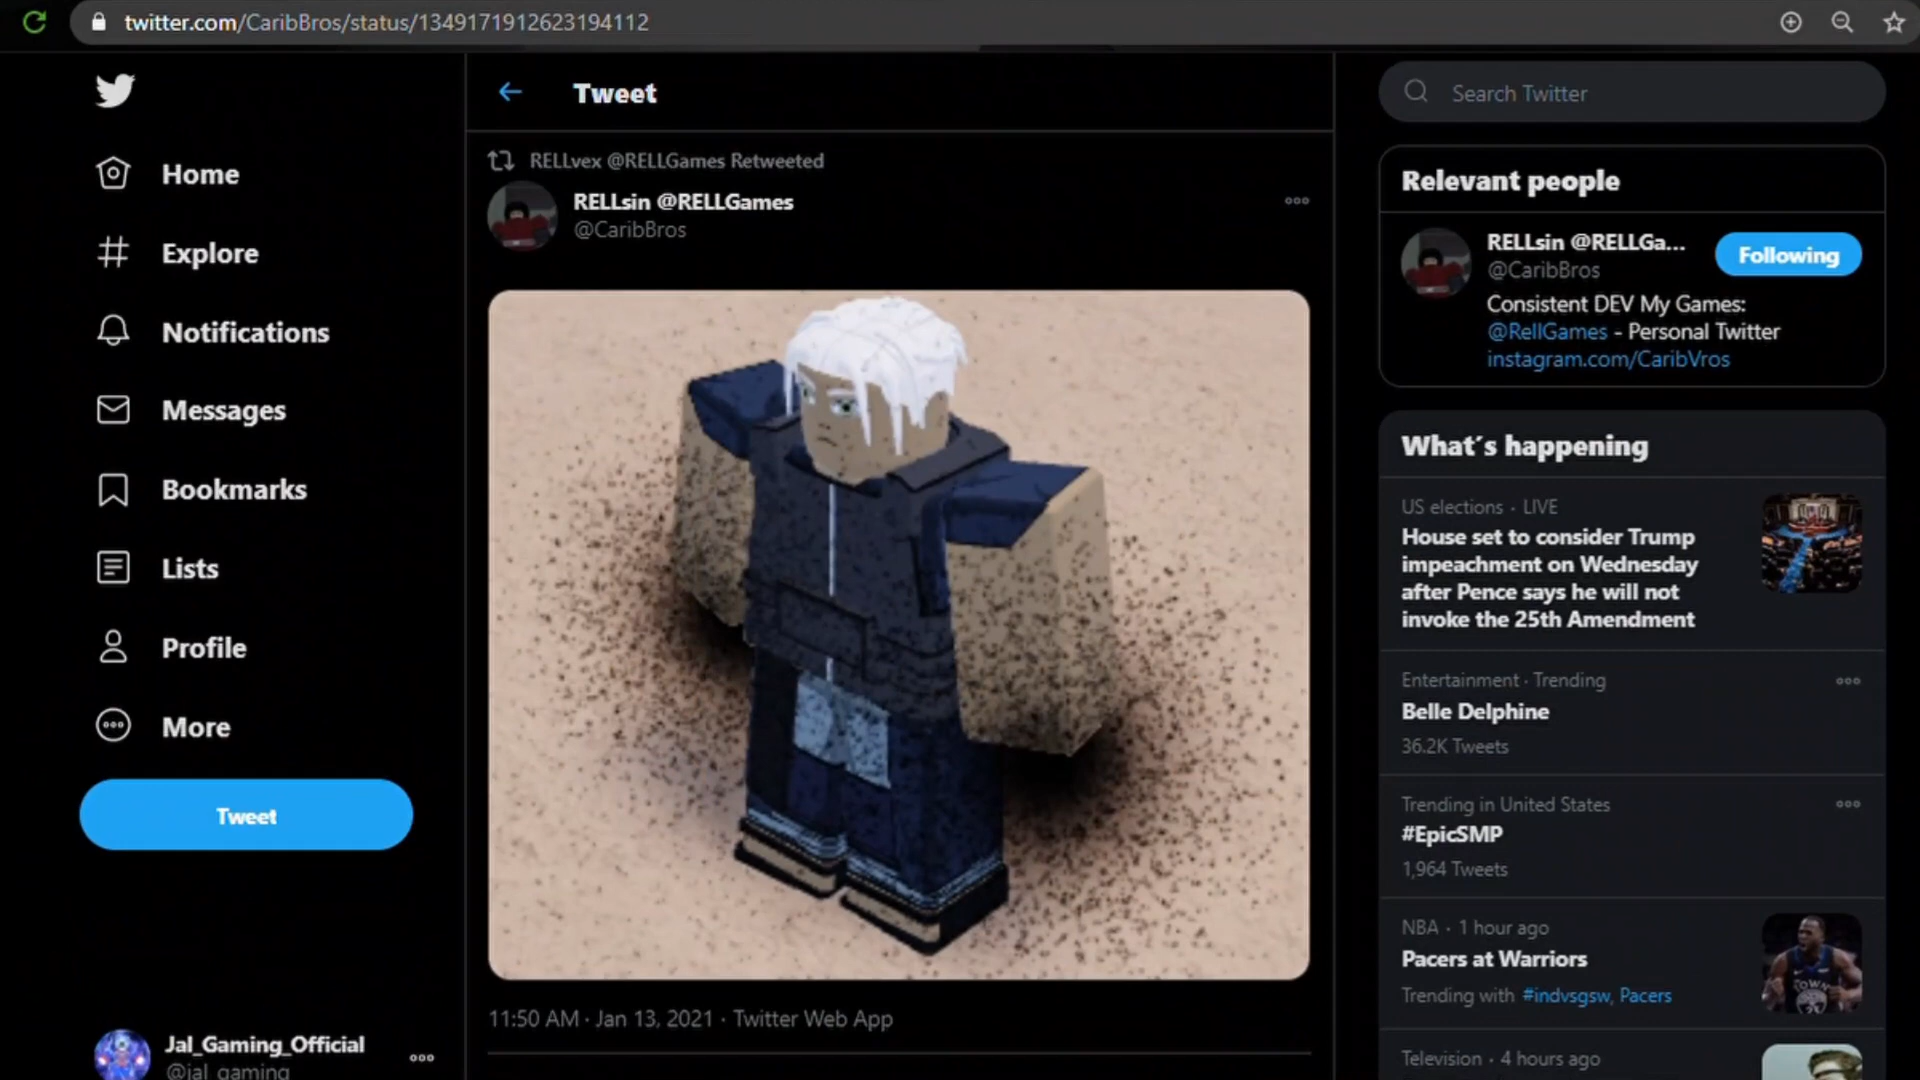 twitter.com/CaribBros/status/1349171912623194112
Home
Explore
Notifications
Messages
Bookmarks
Lists
Profile
More
Tweet
Jal_Gaming_Official
@jal_gaming
Tweet
RELLvex @RELLGames Retweeted
RELLsin @RELLGames
@CaribBros
11:50 AM · Jan 13, 2021 · Twitter Web App
Search Twitter
Relevant people
RELLsin @RELLGa...
@CaribBros
Following
Consistent DEV My Games:
@RellGames - Personal Twitter
instagram.com/CaribVros
What's happening
US elections · LIVE
House set to consider Trump
impeachment on Wednesday
after Pence says he will not
invoke the 25th Amendment
Entertainment · Trending
Belle Delphine
36.2K Tweets
Trending in United States
#EpicSMP
1,964 Tweets
NBA · 1 hour ago
Pacers at Warriors
Trending with #indvsgsw, Pacers
TOWN
Television · 4 hours ago